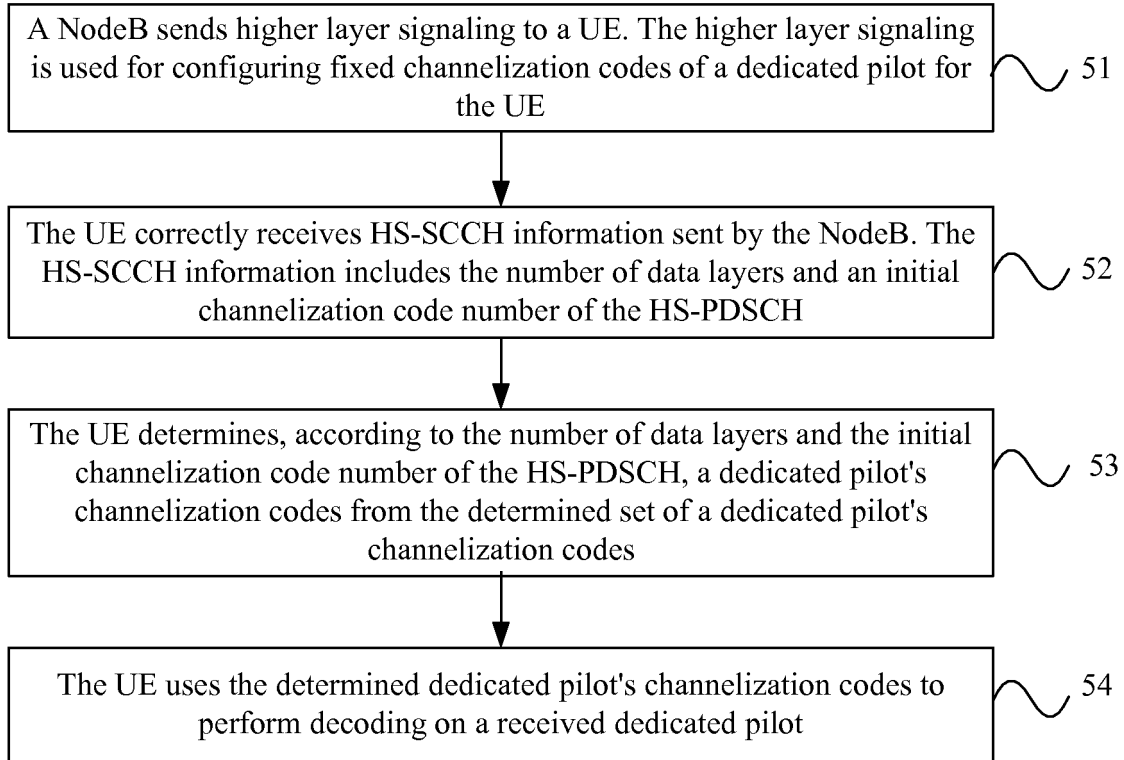 A NodeB sends higher layer signaling to a UE. The higher layer signaling
is used for configuring fixed channelization codes of a dedicated pilot for
the UE
51
The UE correctly receives HS-SCCH information sent by the NodeB. The
HS-SCCH information includes the number of data layers and an initial
channelization code number of the HS-PDSCH
52
The UE determines, according to the number of data layers and the initial
channelization code number of the HS-PDSCH, a dedicated pilot's
channelization codes from the determined set of a dedicated pilot's
channelization codes
53
The UE uses the determined dedicated pilot's channelization codes to
perform decoding on a received dedicated pilot
54